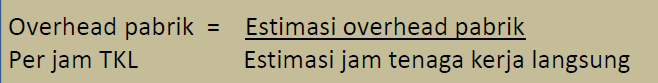 Overhead pabrik = Estimasi overhead pabrik
Per jam TKL Estimasi jam tenaga kerja langsung